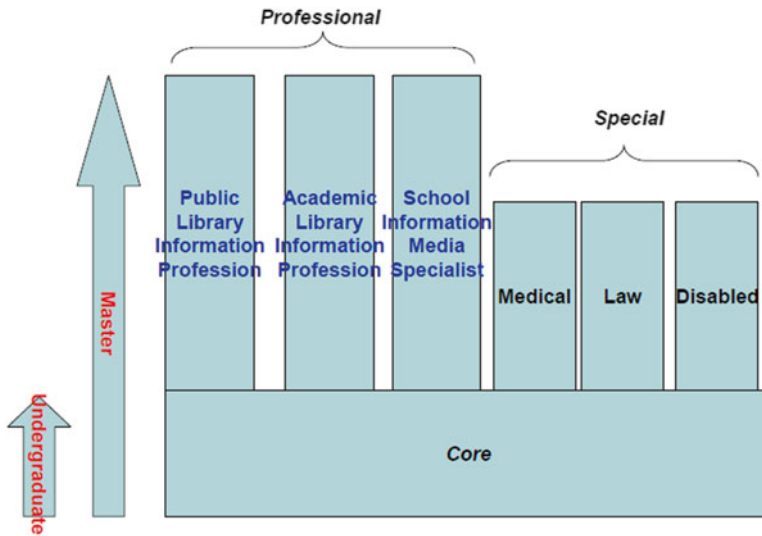 Professional
Special
Public
Library
Information
Profession
Academic
Library
Information
Profession
School
Information
Media
Specialist
Medical
Law
Disabled
Master
Undergraduate
Core